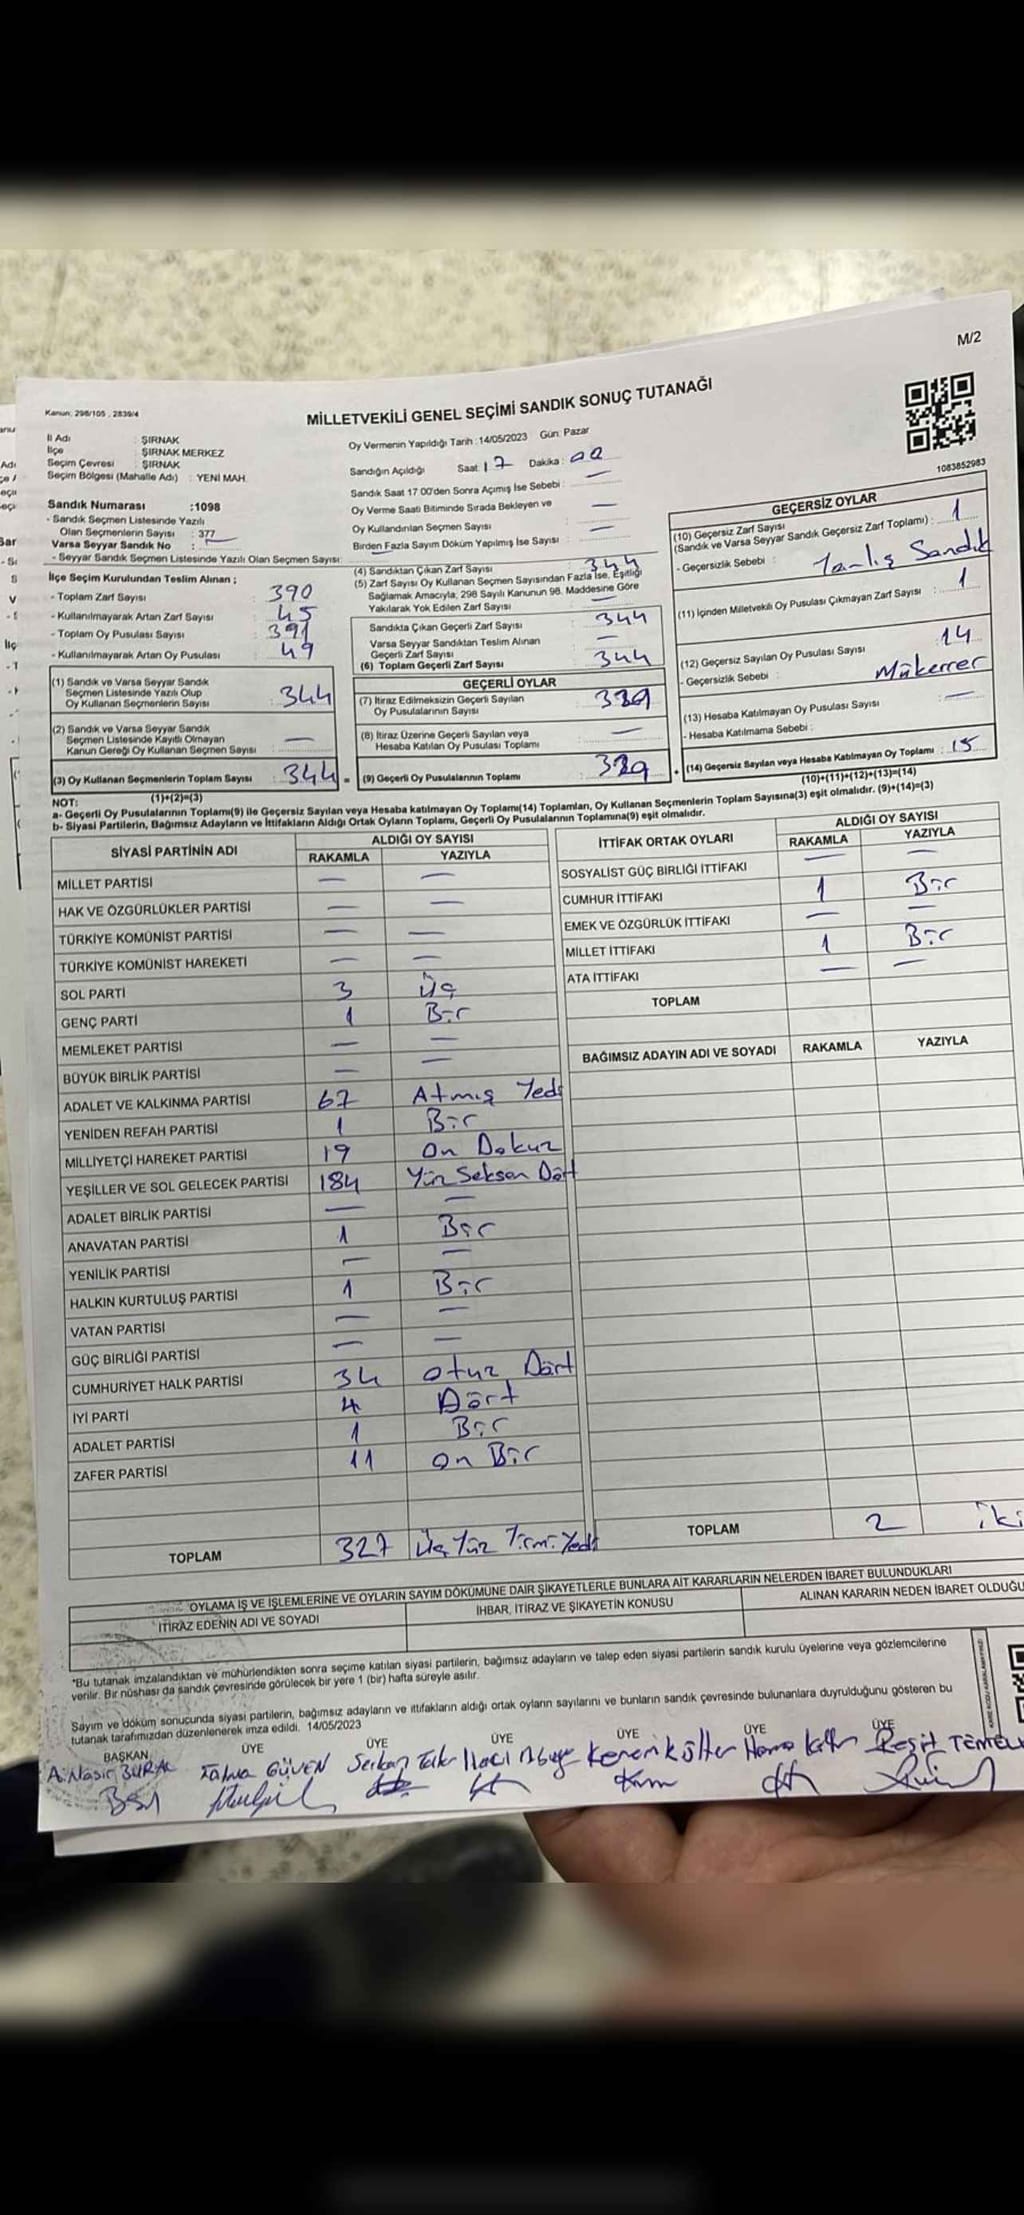 M/2
Kanun: 298/105 , 2839/4
MİLLETVEKİLİ GENEL SEÇİMİ SANDIK SONUÇ TUTANAĞI
1083852983
İl Adı : ŞIRNAK
İlçe : ŞIRNAK MERKEZ
Seçim Çevresi : ŞIRNAK
Seçim Bölgesi (Mahalle Adı) : YENİ MAH.
Sandık Numarası :1098
- Sandık Seçmen Listesinde Yazılı
Olan Seçmenlerin Sayısı : 377
Varsa Seyyar Sandık No : —
- Seyyar Sandık Seçmen Listesinde Yazılı Olan Seçmen Sayısı:
İlçe Seçim Kurulundan Teslim Alınan ;
- Toplam Zarf Sayısı : 390
- Kullanılmayarak Artan Zarf Sayısı : 45
- Toplam Oy Pusulası Sayısı : 391
- Kullanılmayarak Artan Oy Pusulası : 49
(1) Sandık ve Varsa Seyyar Sandık
Seçmen Listesinde Yazılı Olup
Oy Kullanan Seçmenlerin Sayısı : 344
(2) Sandık ve Varsa Seyyar Sandık
Seçmen Listesinde Kayıtlı Olmayan
Kanun Gereği Oy Kullanan Seçmen Sayısı : —
(3) Oy Kullanan Seçmenlerin Toplam Sayısı : 344
(1)+(2)=(3)
Oy Vermenin Yapıldığı Tarih :14/05/2023 Gün: Pazar
Sandığın Açıldığı Saat 17 Dakika : 00
Sandık Saat 17 00'den Sonra Açımış İse Sebebi : —
Oy Verme Saati Bitiminde Sırada Bekleyen ve
Oy Kullandırılan Seçmen Sayısı : —
Birden Fazla Sayım Döküm Yapılmış İse Sayısı : —
(4) Sandıktan Çıkan Zarf Sayısı : 344
(5) Zarf Sayısı Oy Kullanan Seçmen Sayısından Fazla İse, Eşitliği
Sağlamak Amacıyla; 298 Sayılı Kanunun 98. Maddesine Göre
Yakılarak Yok Edilen Zarf Sayısı : —
Sandıkta Çıkan Geçerli Zarf Sayısı : 344
Varsa Seyyar Sandıktan Teslim Alınan
Geçerli Zarf Sayısı : —
(6) Toplam Geçerli Zarf Sayısı : 344
GEÇERLİ OYLAR
(7) İtiraz Edilmeksizin Geçerli Sayılan
Oy Pusulalarının Sayısı : 329
(8) İtiraz Üzerine Geçerli Sayılan veya
Hesaba Katılan Oy Pusulası Toplamı : —
(9) Geçerli Oy Pusulalarının Toplamı : 329
GEÇERSİZ OYLAR
(10) Geçersiz Zarf Sayısı
(Sandık ve Varsa Seyyar Sandık Geçersiz Zarf Toplamı) : 1
- Geçersizlik Sebebi : Yanlış Sandık
(11) İçinden Milletvekili Oy Pusulası Çıkmayan Zarf Sayısı : 1
(12) Geçersiz Sayılan Oy Pusulası Sayısı : 14
- Geçersizlik Sebebi : Mükerrer
(13) Hesaba Katılmayan Oy Pusulası Sayısı : —
- Hesaba Katılmama Sebebi :
(14) Geçersiz Sayılan veya Hesaba Katılmayan Oy Toplamı : 15
(10)+(11)+(12)+(13)=(14)
NOT:
a- Geçerli Oy Pusulalarının Toplamı(9) ile Geçersiz Sayılan veya Hesaba katılmayan Oy Toplamı(14) Toplamları, Oy Kullanan Seçmenlerin Toplam Sayısına(3) eşit olmalıdır. (9)+(14)=(3)
b- Siyasi Partilerin, Bağımsız Adayların ve İttifakların Aldığı Ortak Oyların Toplamı, Geçerli Oy Pusulalarının Toplamına(9) eşit olmalıdır.
SİYASİ PARTİNİN ADI ALDIĞI OY SAYISI
RAKAMLA YAZIYLA
MİLLET PARTİSİ — —
HAK VE ÖZGÜRLÜKLER PARTİSİ — —
TÜRKİYE KOMÜNİST PARTİSİ — —
TÜRKİYE KOMÜNİST HAREKETİ — —
SOL PARTİ 3 Üç
GENÇ PARTİ 1 Bir
MEMLEKET PARTİSİ — —
BÜYÜK BİRLİK PARTİSİ — —
ADALET VE KALKINMA PARTİSİ 67 Atmış Yedi
YENİDEN REFAH PARTİSİ 1 Bir
MİLLİYETÇİ HAREKET PARTİSİ 19 On Dokuz
YEŞİLLER VE SOL GELECEK PARTİSİ 184 Yüz Seksen Dört
ADALET BİRLİK PARTİSİ — —
ANAVATAN PARTİSİ 1 Bir
YENİLİK PARTİSİ — —
HALKIN KURTULUŞ PARTİSİ 1 Bir
VATAN PARTİSİ — —
GÜÇ BİRLİĞİ PARTİSİ — —
CUMHURİYET HALK PARTİSİ 34 Otuz Dört
İYİ PARTİ 4 Dört
ADALET PARTİSİ 1 Bir
ZAFER PARTİSİ 11 On Bir
TOPLAM 327 Üç Yüz Yirmi Yedi
İTTİFAK ORTAK OYLARI ALDIĞI OY SAYISI
RAKAMLA YAZIYLA
SOSYALİST GÜÇ BİRLİĞİ İTTİFAKI — —
CUMHUR İTTİFAKI 1 Bir
EMEK VE ÖZGÜRLÜK İTTİFAKI — —
MİLLET İTTİFAKI 1 Bir
ATA İTTİFAKI — —
TOPLAM
BAĞIMSIZ ADAYIN ADI VE SOYADI RAKAMLA YAZIYLA
TOPLAM 2 İki
OYLAMA İŞ VE İŞLEMLERİNE VE OYLARIN SAYIM DÖKÜMÜNE DAİR ŞİKAYETLERLE BUNLARA AİT KARARLARIN NELERDEN İBARET BULUNDUKLARI
İTİRAZ EDENİN ADI VE SOYADI İHBAR, İTİRAZ VE ŞİKAYETİN KONUSU ALINAN KARARIN NEDEN İBARET OLDUĞU
*Bu tutanak imzalandıktan ve mühürlendikten sonra seçime katılan siyasi partilerin, bağımsız adayların ve talep eden siyasi partilerin sandık kurulu üyelerine veya gözlemcilerine
verilir. Bir nüshası da sandık çevresinde görülecek bir yere 1 (bir) hafta süreyle asılır.
Sayım ve döküm sonucunda siyasi partilerin, bağımsız adayların ve ittifakların aldığı ortak oyların sayılarını ve bunların sandık çevresinde bulunanlara duyrulduğunu gösteren bu
tutanak tarafımızdan düzenlenerek imza edildi. 14/05/2023
BAŞKAN ÜYE ÜYE ÜYE ÜYE ÜYE ÜYE
A. Nasır GÜVEN Serkan Hacı Kerem Reşit TEMEL